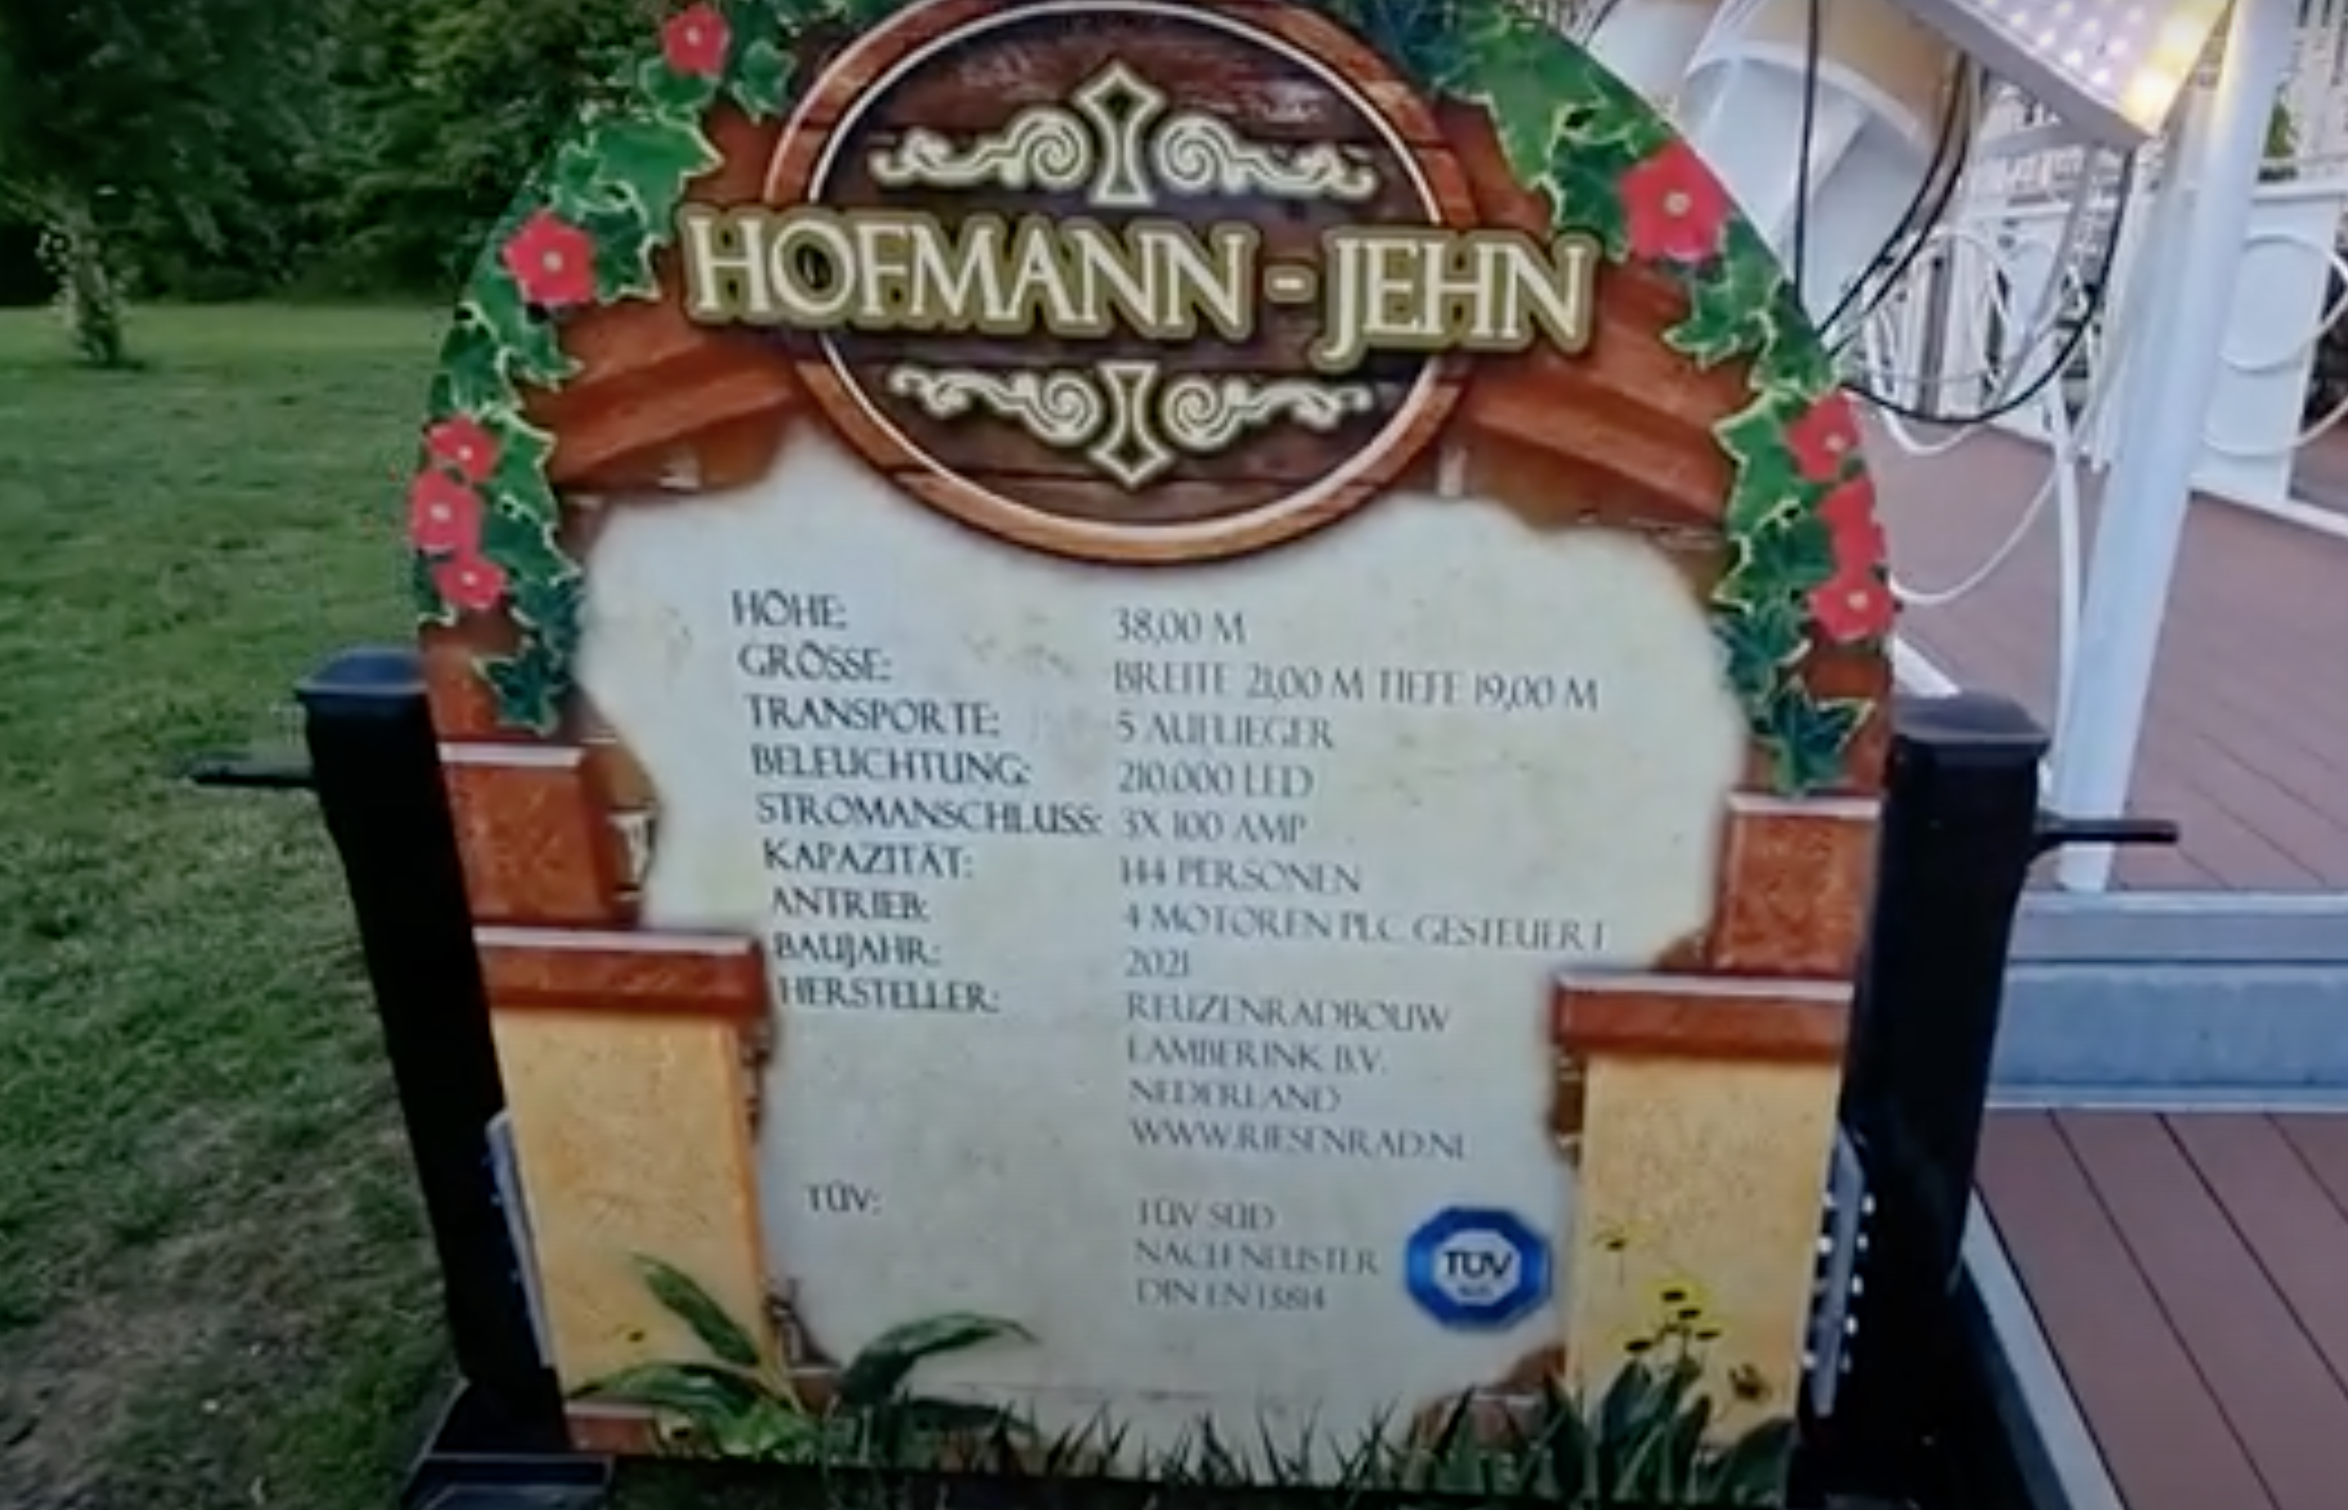 HOFMANN - JEHN
HÖHE: 38,00 M
GRÖSSE: BREITE 21,00 M TIEFE 19,00 M
TRANSPORTE: 5 AUFLIEGER
BELEUCHTUNG: 210.000 LED
STROMANSCHLUSS: 3X 100 AMP
KAPAZITÄT: 144 PERSONEN
ANTRIEB: 4 MOTOREN PLC GESTEUERT
BAUJAHR: 2021
HERSTELLER: REUZENRADBOUW
LAMBERINK B.V.
NEDERLAND
WWW.RIESENRAD.NL
TÜV: TÜV SÜD
NACH NEUSTER
DIN EN 13814
TÜV